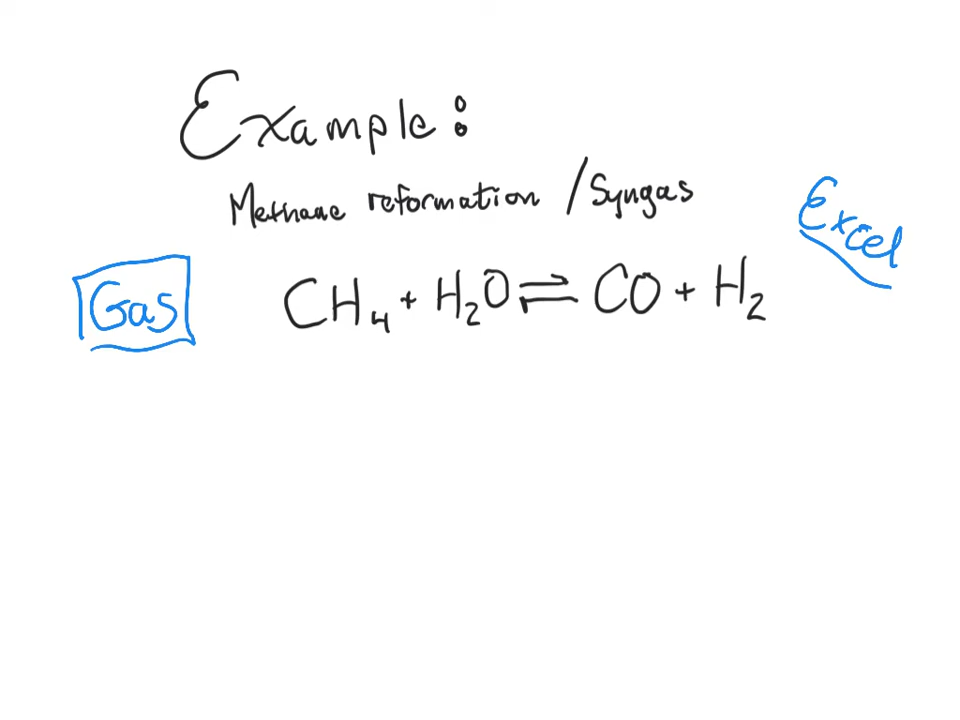 Example:
Methane reformation / Syngas
Excel
Gas
CH₄ + H₂O ⇌ CO + H₂